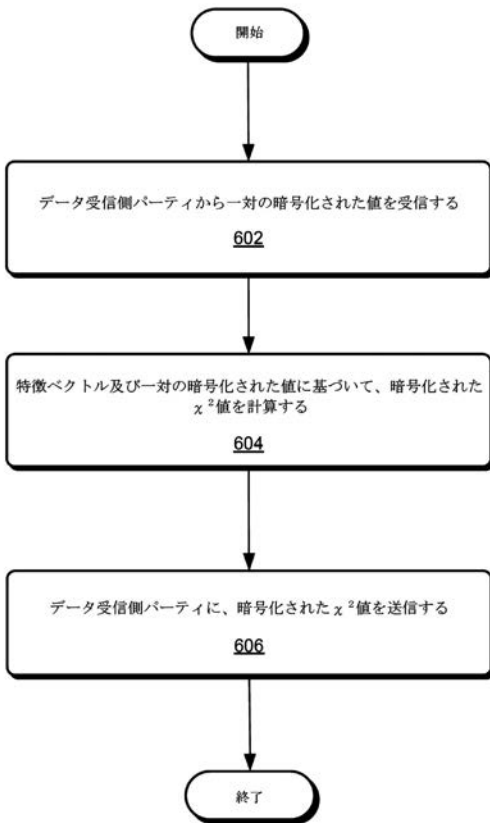 開始
データ受信側パーティから一対の暗号化された値を受信する
602
特徴ベクトル及び一対の暗号化された値に基づいて、暗号化された
χ²値を計算する
604
データ受信側パーティに、暗号化されたχ²値を送信する
606
終了